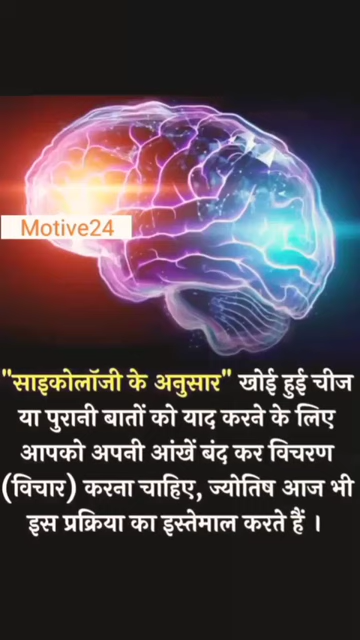 Motive24
"साइकोलॉजी के अनुसार" खोई हुई चीज
या पुरानी बातों को याद करने के लिए
आपको अपनी आंखें बंद कर विचरण
(विचार) करना चाहिए, ज्योतिष आज भी
इस प्रक्रिया का इस्तेमाल करते हैं ।